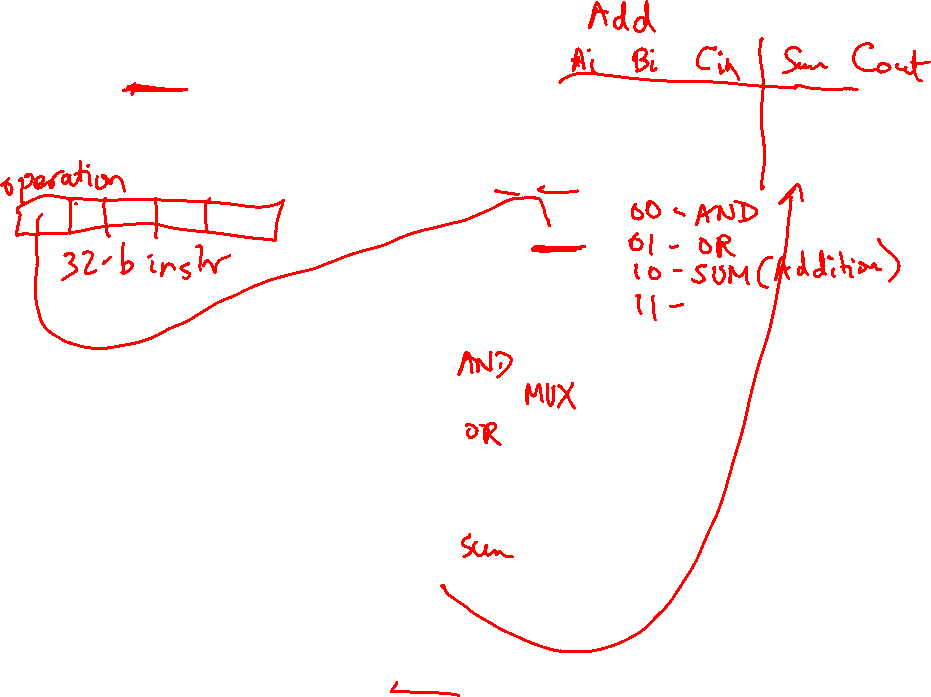 Add
Ai Bi Cin Sum Cout
operation
32-b instr
00 - AND
01 - OR
10 - SUM (Addition)
11 -
AND
MUX
OR
sum